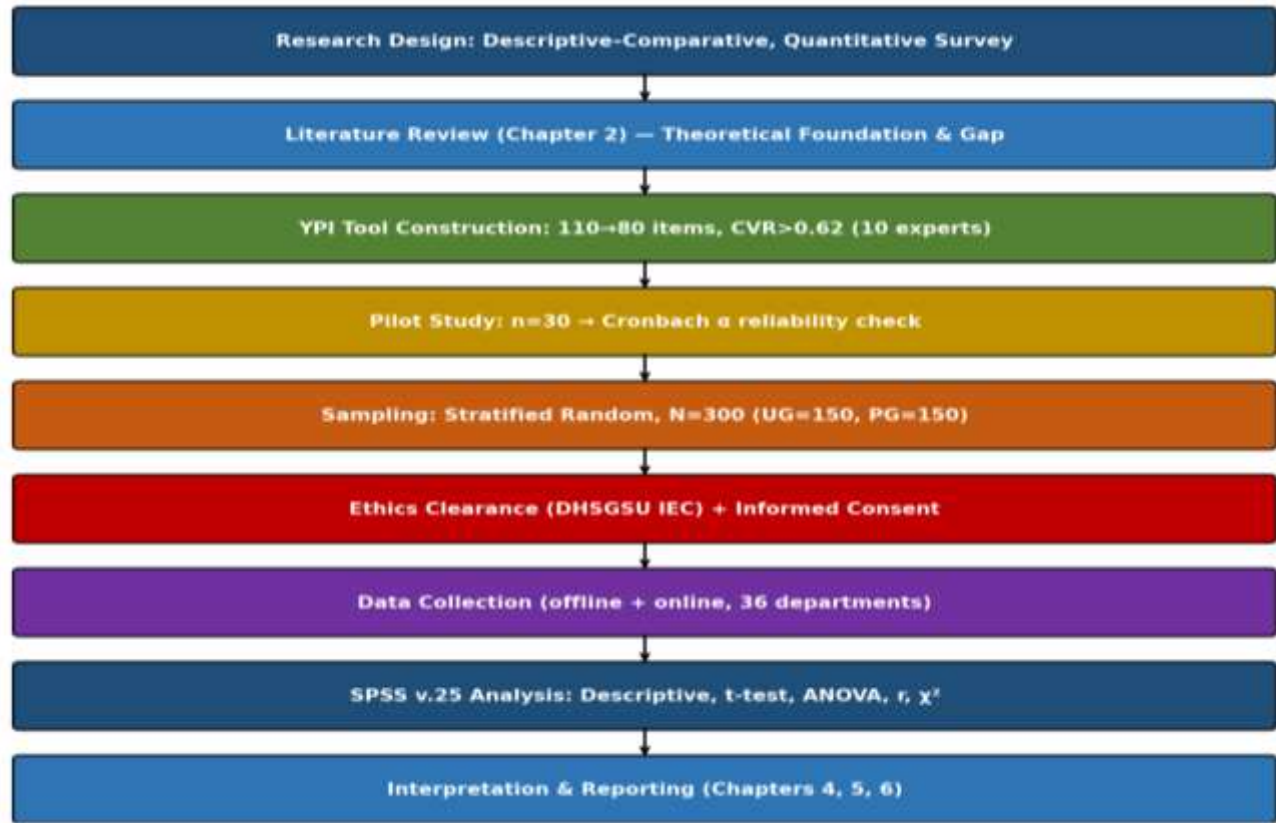 Research Design: Descriptive-Comparative, Quantitative Survey
Literature Review (Chapter 2) — Theoretical Foundation & Gap
YPI Tool Construction: 110→80 items, CVR>0.62 (10 experts)
Pilot Study: n=30 → Cronbach α reliability check
Sampling: Stratified Random, N=300 (UG=150, PG=150)
Ethics Clearance (DHSGSU IEC) + Informed Consent
Data Collection (offline + online, 36 departments)
SPSS v.25 Analysis: Descriptive, t-test, ANOVA, r, χ²
Interpretation & Reporting (Chapters 4, 5, 6)